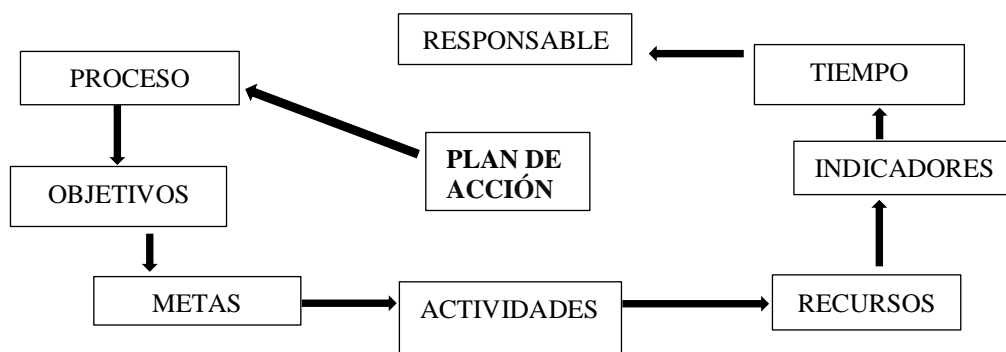 RESPONSABLE
PROCESO
TIEMPO
PLAN DE
ACCIÓN
INDICADORES
OBJETIVOS
METAS
ACTIVIDADES
RECURSOS